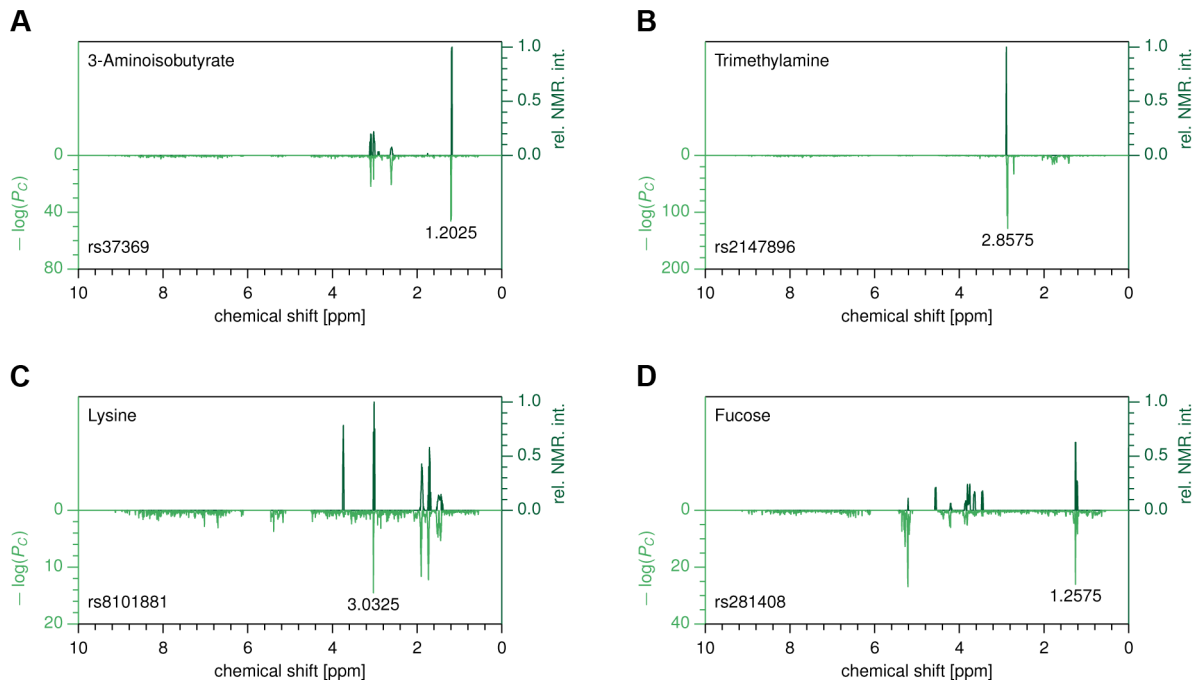 A
3-Aminoisobutyrate
1.0
0.5
0.0
rel. NMR. int.
0
40
80
− log(PC)
1.2025
rs37369
10 8 6 4 2 0
chemical shift [ppm]
B
Trimethylamine
1.0
0.5
0.0
rel. NMR. int.
0
100
200
− log(PC)
2.8575
rs2147896
10 8 6 4 2 0
chemical shift [ppm]
C
Lysine
1.0
0.5
0.0
rel. NMR. int.
0
10
20
− log(PC)
3.0325
rs8101881
10 8 6 4 2 0
chemical shift [ppm]
D
Fucose
1.0
0.5
0.0
rel. NMR. int.
0
20
40
− log(PC)
1.2575
rs281408
10 8 6 4 2 0
chemical shift [ppm]